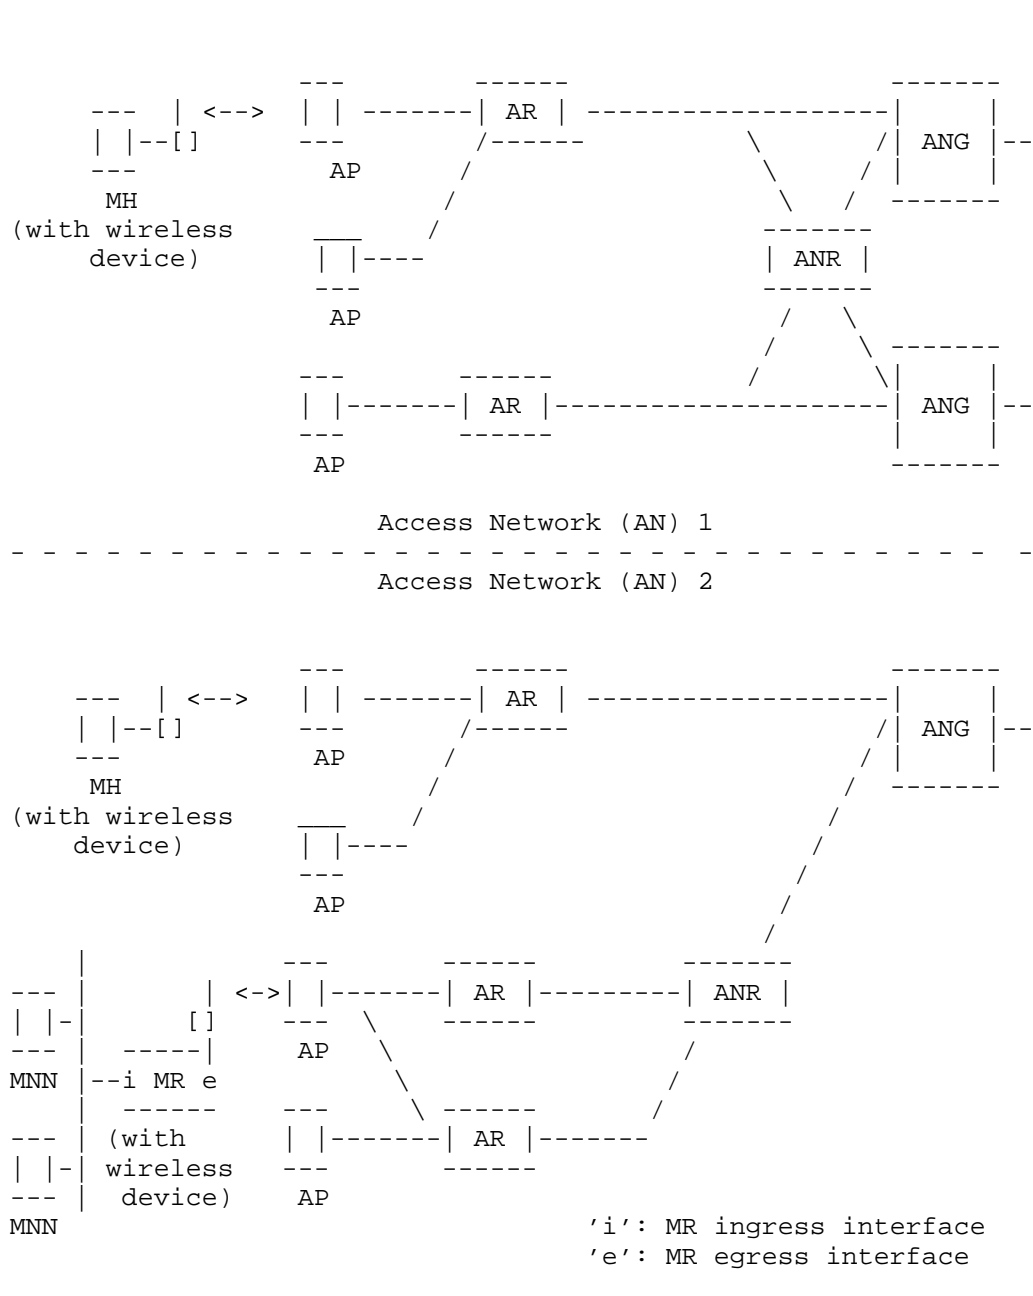 AR
ANG
AP
MH
(with wireless
device)
ANR
AP
AR
ANG
AP
Access Network (AN) 1
Access Network (AN) 2
AR
ANG
AP
MH
(with wireless
device)
AP
AR
ANR
AP
MNN
i MR e
(with
AR
wireless
device)
AP
MNN
'i': MR ingress interface
'e': MR egress interface